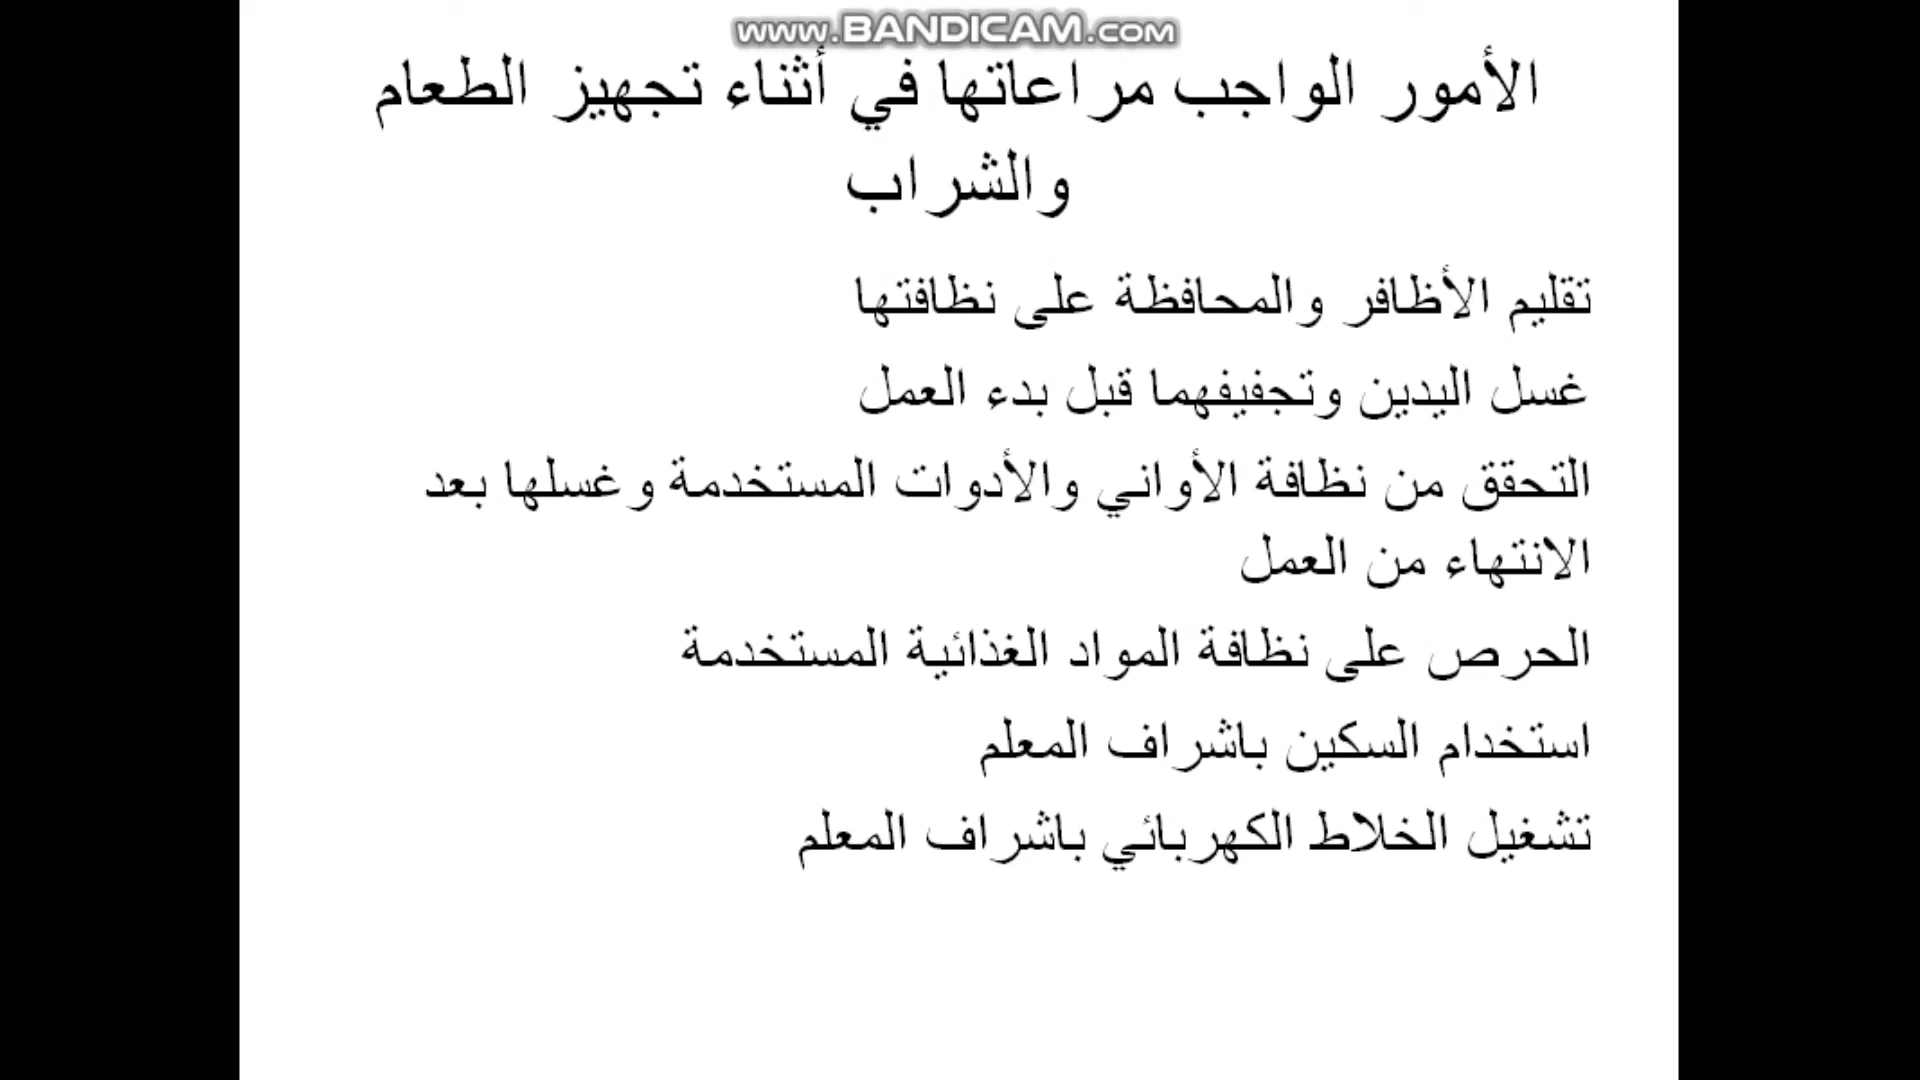 www.BANDICAM.com
الأمور الواجب مراعاتها في أثناء تجهيز الطعام
والشراب
تقليم الأظافر والمحافظة على نظافتها
غسل اليدين وتجفيفهما قبل بدء العمل
التحقق من نظافة الأواني والأدوات المستخدمة وغسلها بعد
الانتهاء من العمل
الحرص على نظافة المواد الغذائية المستخدمة
استخدام السكين باشراف المعلم
تشغيل الخلاط الكهربائي باشراف المعلم